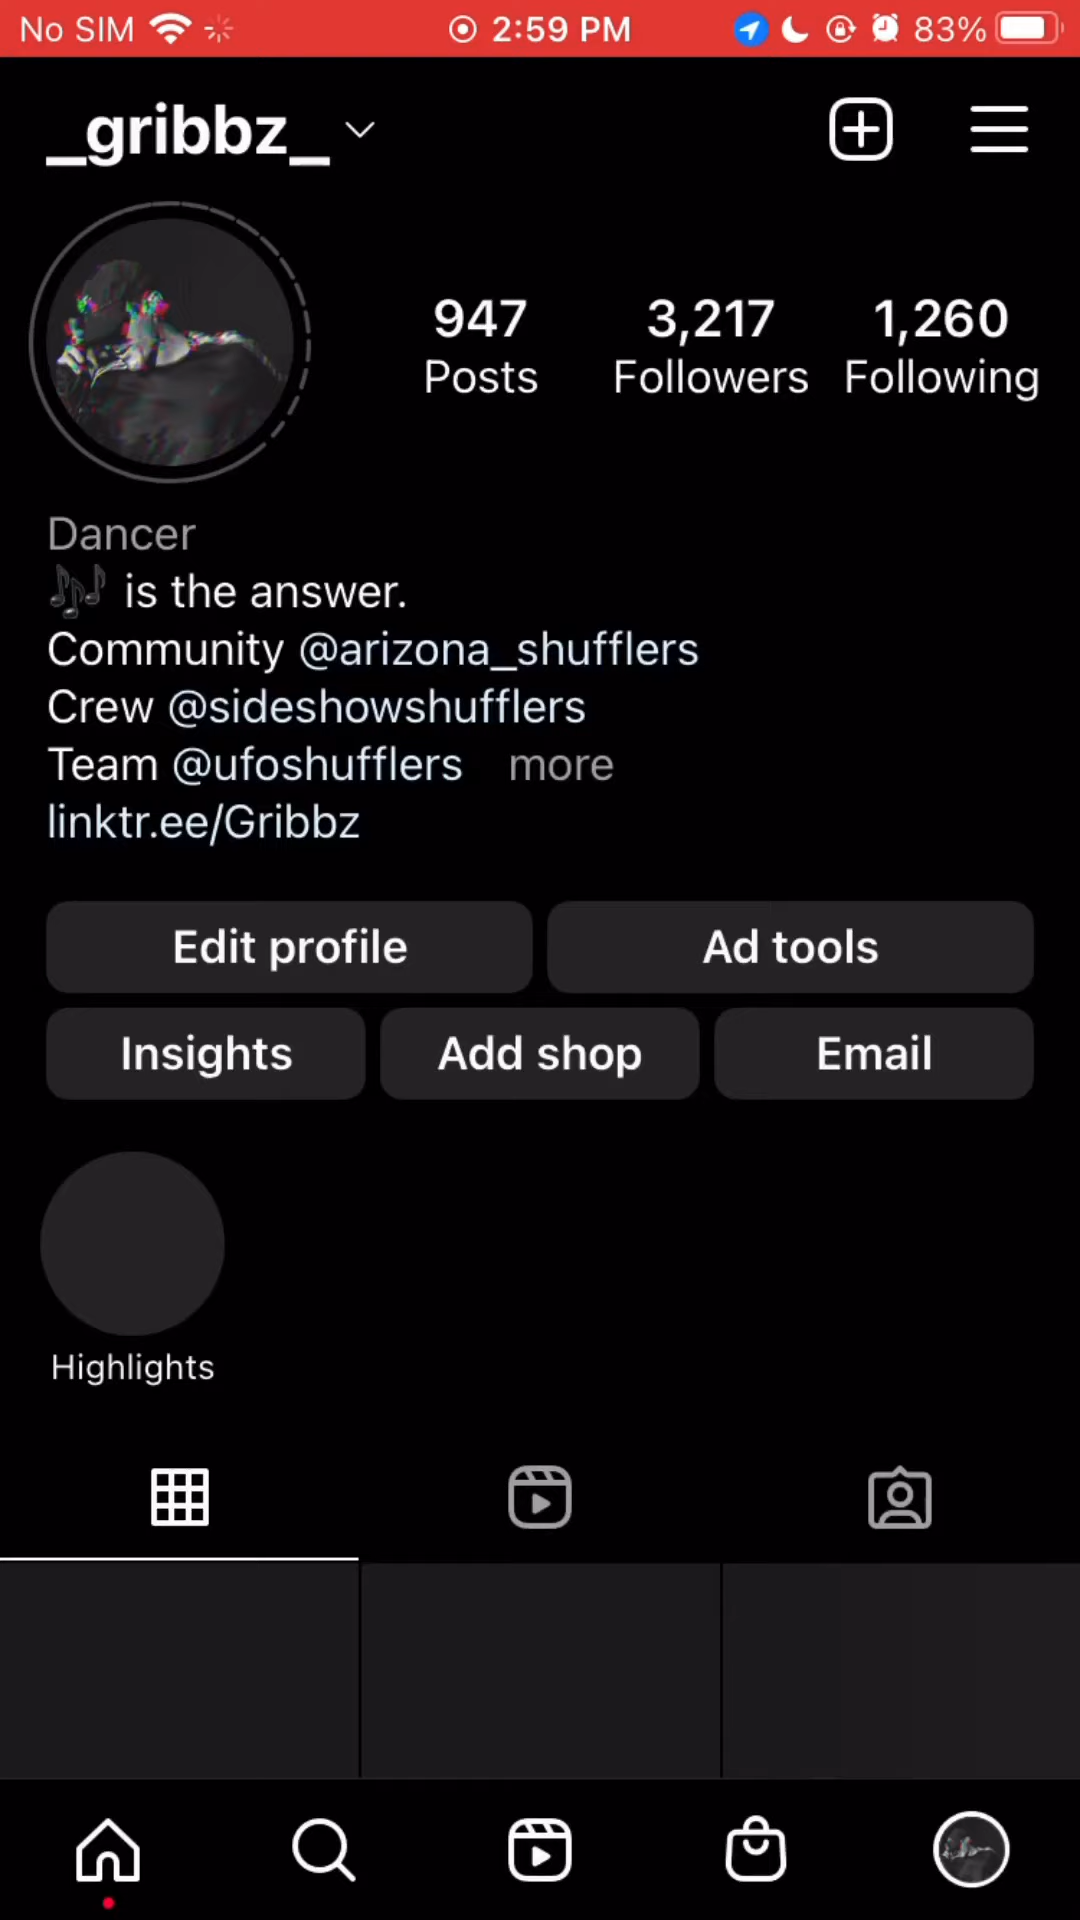 No SIM 2:59 PM 83%
_gribbz_
947 3,217 1,260
Posts Followers Following
Dancer
🎶 is the answer.
Community @arizona_shufflers
Crew @sideshowshufflers
Team @ufoshufflers more
linktr.ee/Gribbz
Edit profile Ad tools
Insights Add shop Email
Highlights